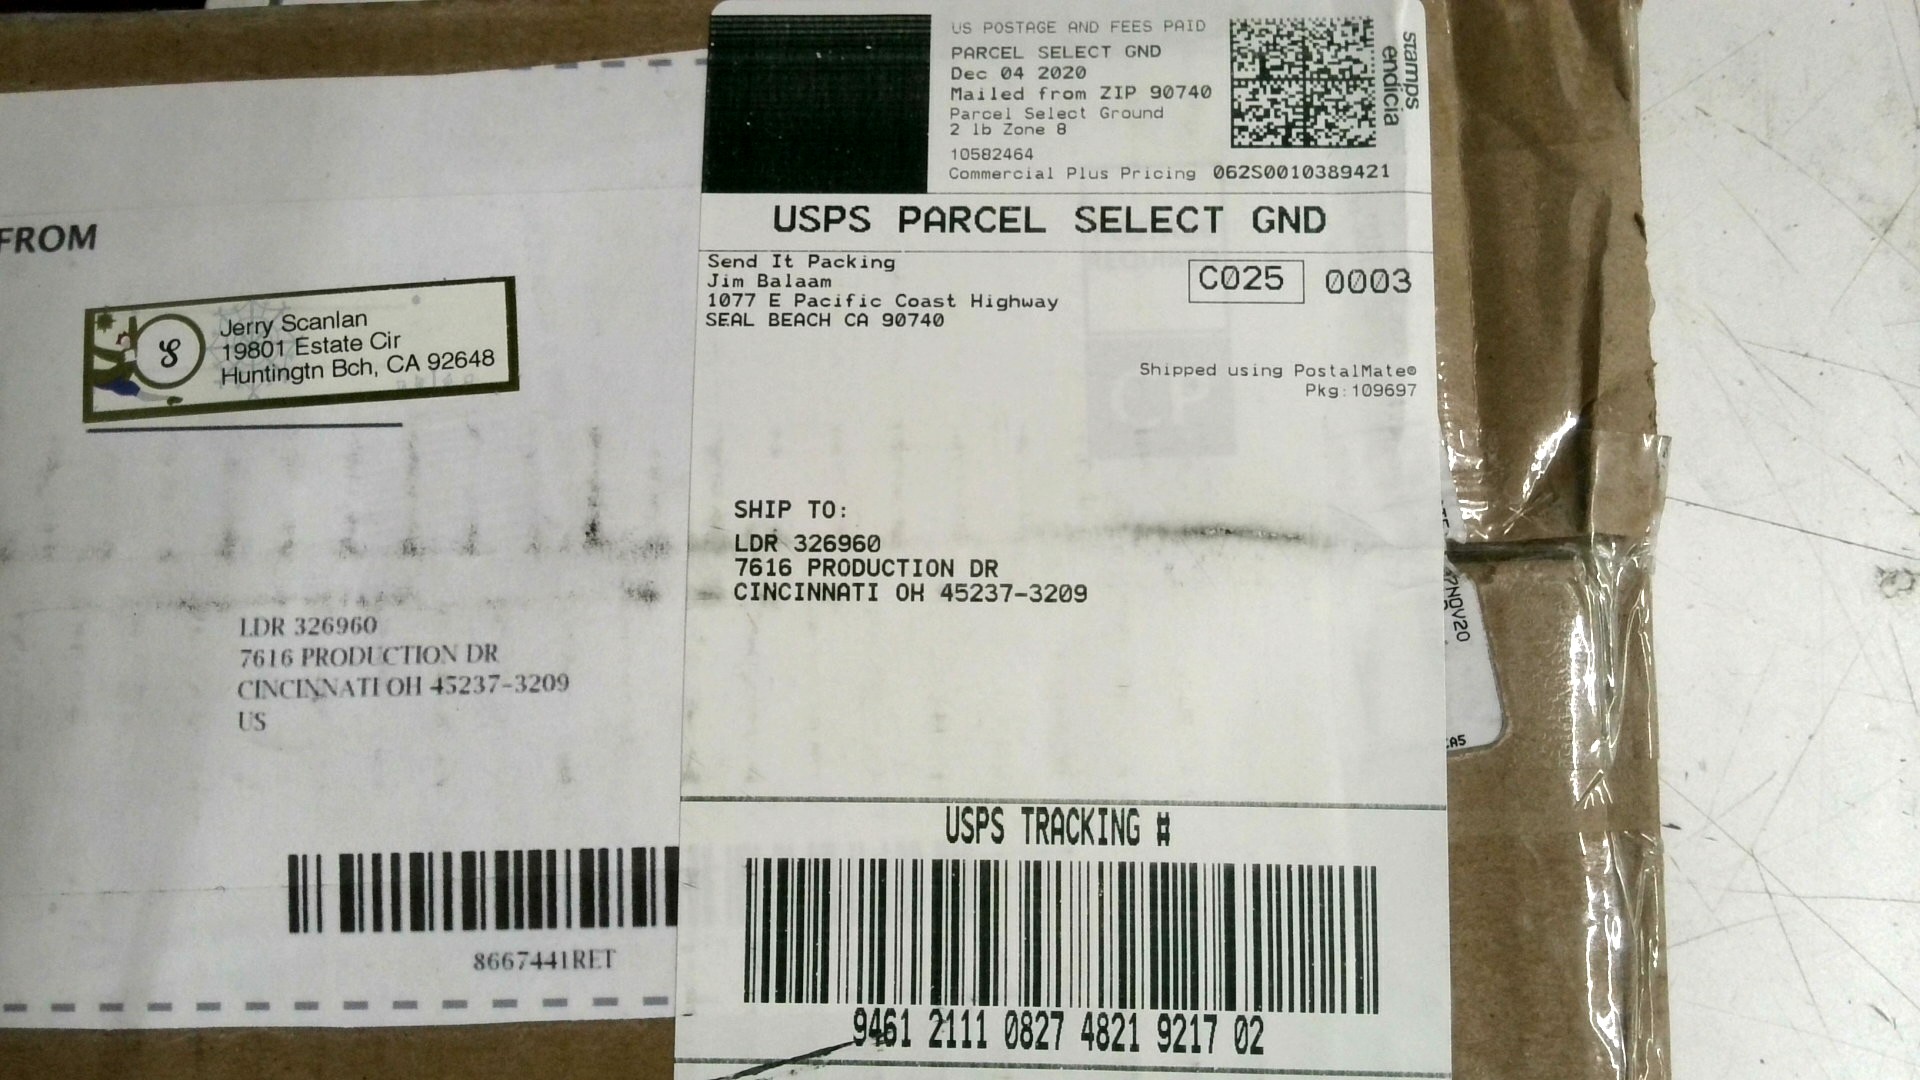 FROM
Jerry Scanlan
19801 Estate Cir
Huntingtn Bch, CA 92648
LDR 326960
7616 PRODUCTION DR
CINCINNATI OH 45237-3209
US
8667441RET
US POSTAGE AND FEES PAID
PARCEL SELECT GND
Dec 04 2020
Mailed from ZIP 90740
Parcel Select Ground
2 lb Zone 8
10582464
Commercial Plus Pricing 062S0010389421
stamps
endicia
USPS PARCEL SELECT GND
Send It Packing
Jim Balaam
1077 E Pacific Coast Highway
SEAL BEACH CA 90740
C025 0003
Shipped using PostalMate®
Pkg:109697
CP
SHIP TO:
LDR 326960
7616 PRODUCTION DR
CINCINNATI OH 45237-3209
USPS TRACKING #
9461 2111 0827 4821 9217 02